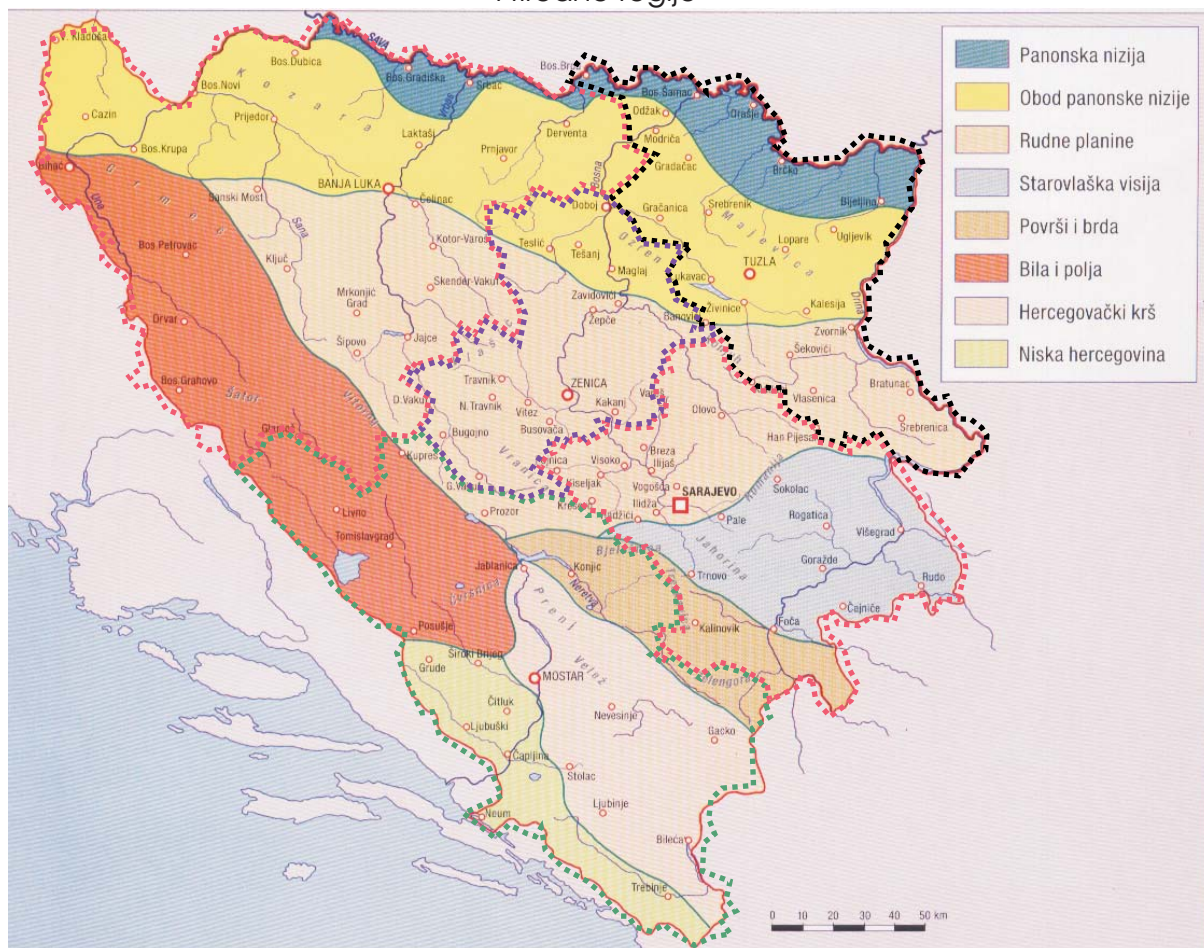 SAVA
V. Kladuša
Bos.Dubica
Bos.Gradiška
Srbac
Bos.Šamac
Orašje
Odžak
Bos.Novi
Kozara
Vrbas
Cazin
Prijedor
Laktaši
Derventa
Modriča
Bos.Krupa
Prnjavor
Gradačac
Brčko
Bihać
Grmeč
Bosna
BANJA LUKA
Sanski Most
Čelinac
Doboj
Gračanica
Srebrenik
Bijeljina
Majevica
Una
Sana
Ozren
Lopare
Ugljevik
Bos.Petrovac
Kotor-Varoš
Teslić
Tešanj
Maglaj
Lukavac
TUZLA
Ključ
Skender-Vakuf
Živinice
Kalesija
Drina
Mrkonjić
Grad
Zavidovići
Žepče
Banovići
Zvornik
Drvar
Šipovo
Jajce
Šekovići
Bratunac
Travnik
ZENICA
Vlasenica
Bos.Grahovo
N.Travnik
Vitez
Kakanj
Vareš
Olovo
Srebrenica
Šator
Vitorog
D.Vakuf
Busovača
Glamoč
Bugojno
Vranica
Breza
Han Pijesak
Kupres
Visoko
Ilijaš
Kiseljak
Vogošća
SARAJEVO
Sokolac
Romanija
Livno
Prozor
Ilidža
Pale
Rogatica
Višegrad
Tomislavgrad
Jahorina
Jablanica
Konjic
Trnovo
Goražde
Rudo
Neretva
Čvrsnica
Prenj
Čajniče
Posušje
Kalinovik
Foča
Široki Brijeg
Grude
Velež
Zelengora
MOSTAR
Čitluk
Nevesinje
Ljubuški
Gacko
Čapljina
Stolac
Neum
Ljubinje
Bileća
Trebinje
Panonska nizija
Obod panonske nizije
Rudne planine
Starovlaška visija
Površi i brda
Bila i polja
Hercegovački krš
Niska hercegovina
0 10 20 30 40 50 km